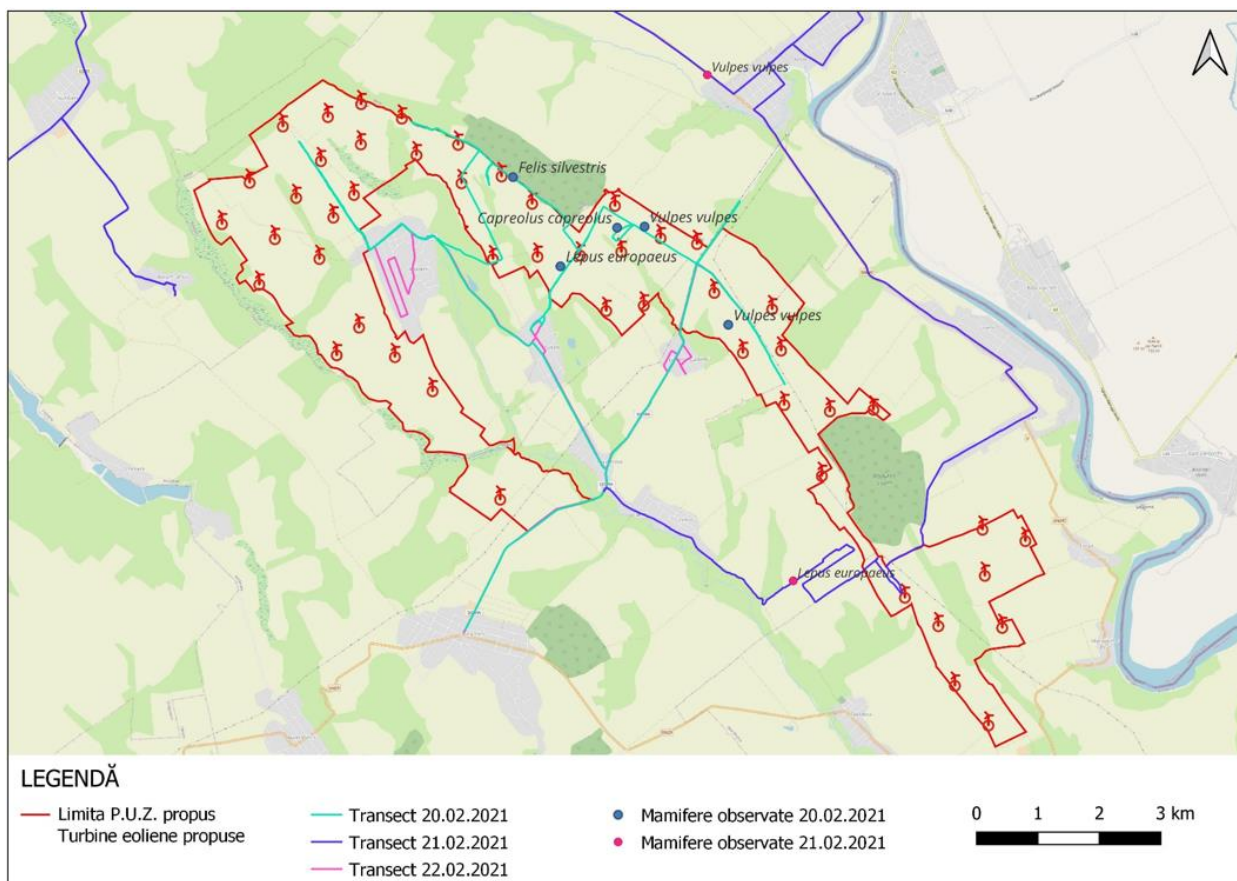 Vulpes vulpes
Felis silvestris
Capreolus capreolus
Vulpes vulpes
Lepus europaeus
Vulpes vulpes
Lepus europaeus
LEGENDĂ
Limita P.U.Z. propus
Turbine eoliene propuse
Transect 20.02.2021
Transect 21.02.2021
Transect 22.02.2021
Mamifere observate 20.02.2021
Mamifere observate 21.02.2021
0 1 2 3 km